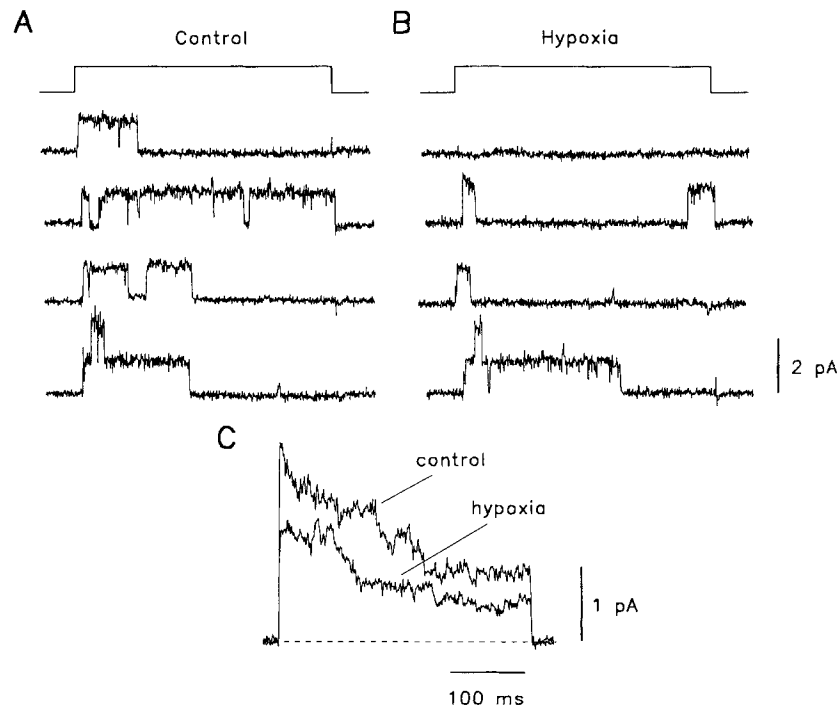 A
Control
B
Hypoxia
2 pA
C
control
hypoxia
1 pA
100 ms